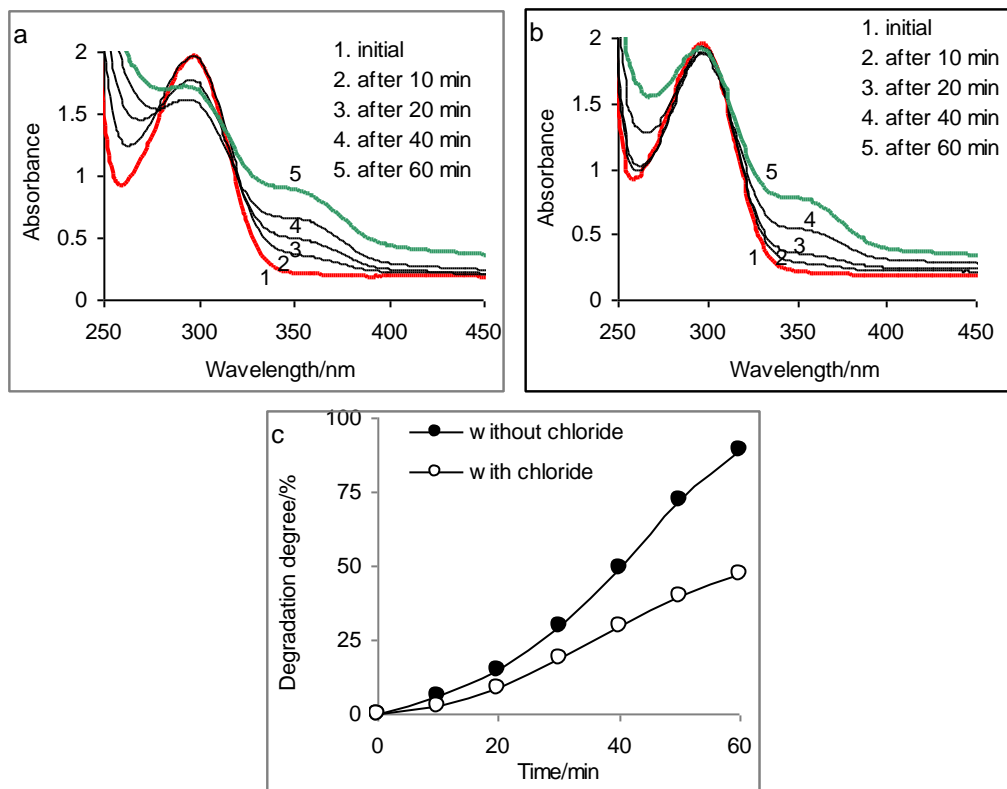 a
1. initial
2. after 10 min
3. after 20 min
4. after 40 min
5. after 60 min
2
1.5
1
0.5
0
Absorbance
5
4
3
2
1
250 300 350 400 450
Wavelength/nm
b
1. initial
2. after 10 min
3. after 20 min
4. after 40 min
5. after 60 min
2
1.5
1
0.5
0
Absorbance
5
4
3
2
1
250 300 350 400 450
Wavelength/nm
c
without chloride
with chloride
100
75
50
25
0
Degradation degree/%
0 20 40 60
Time/min